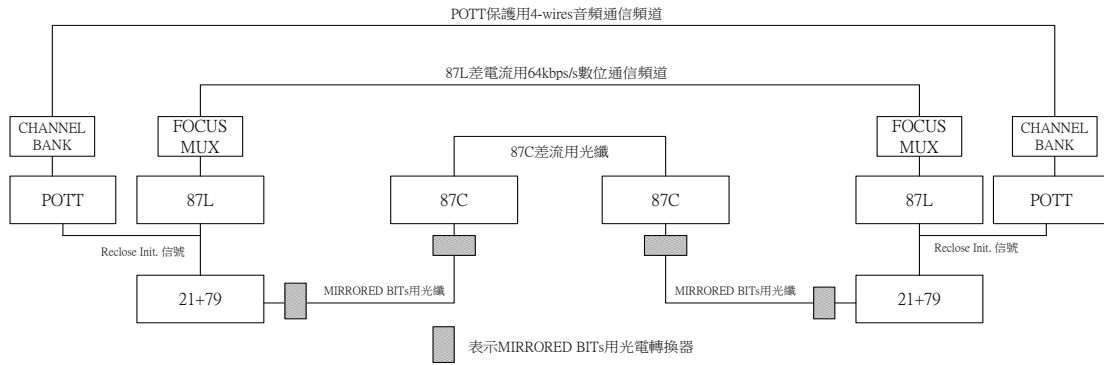 POTT保護用4-wires音頻通信頻道
87L差電流用64kbps/s數位通信頻道
CHANNEL
BANK
FOCUS
MUX
FOCUS
MUX
CHANNEL
BANK
87C差流用光纖
POTT
87L
87C
87C
87L
POTT
Reclose Init. 信號
Reclose Init. 信號
21+79
MIRRORED BITs用光纖
MIRRORED BITs用光纖
21+79
表示MIRRORED BITs用光電轉換器